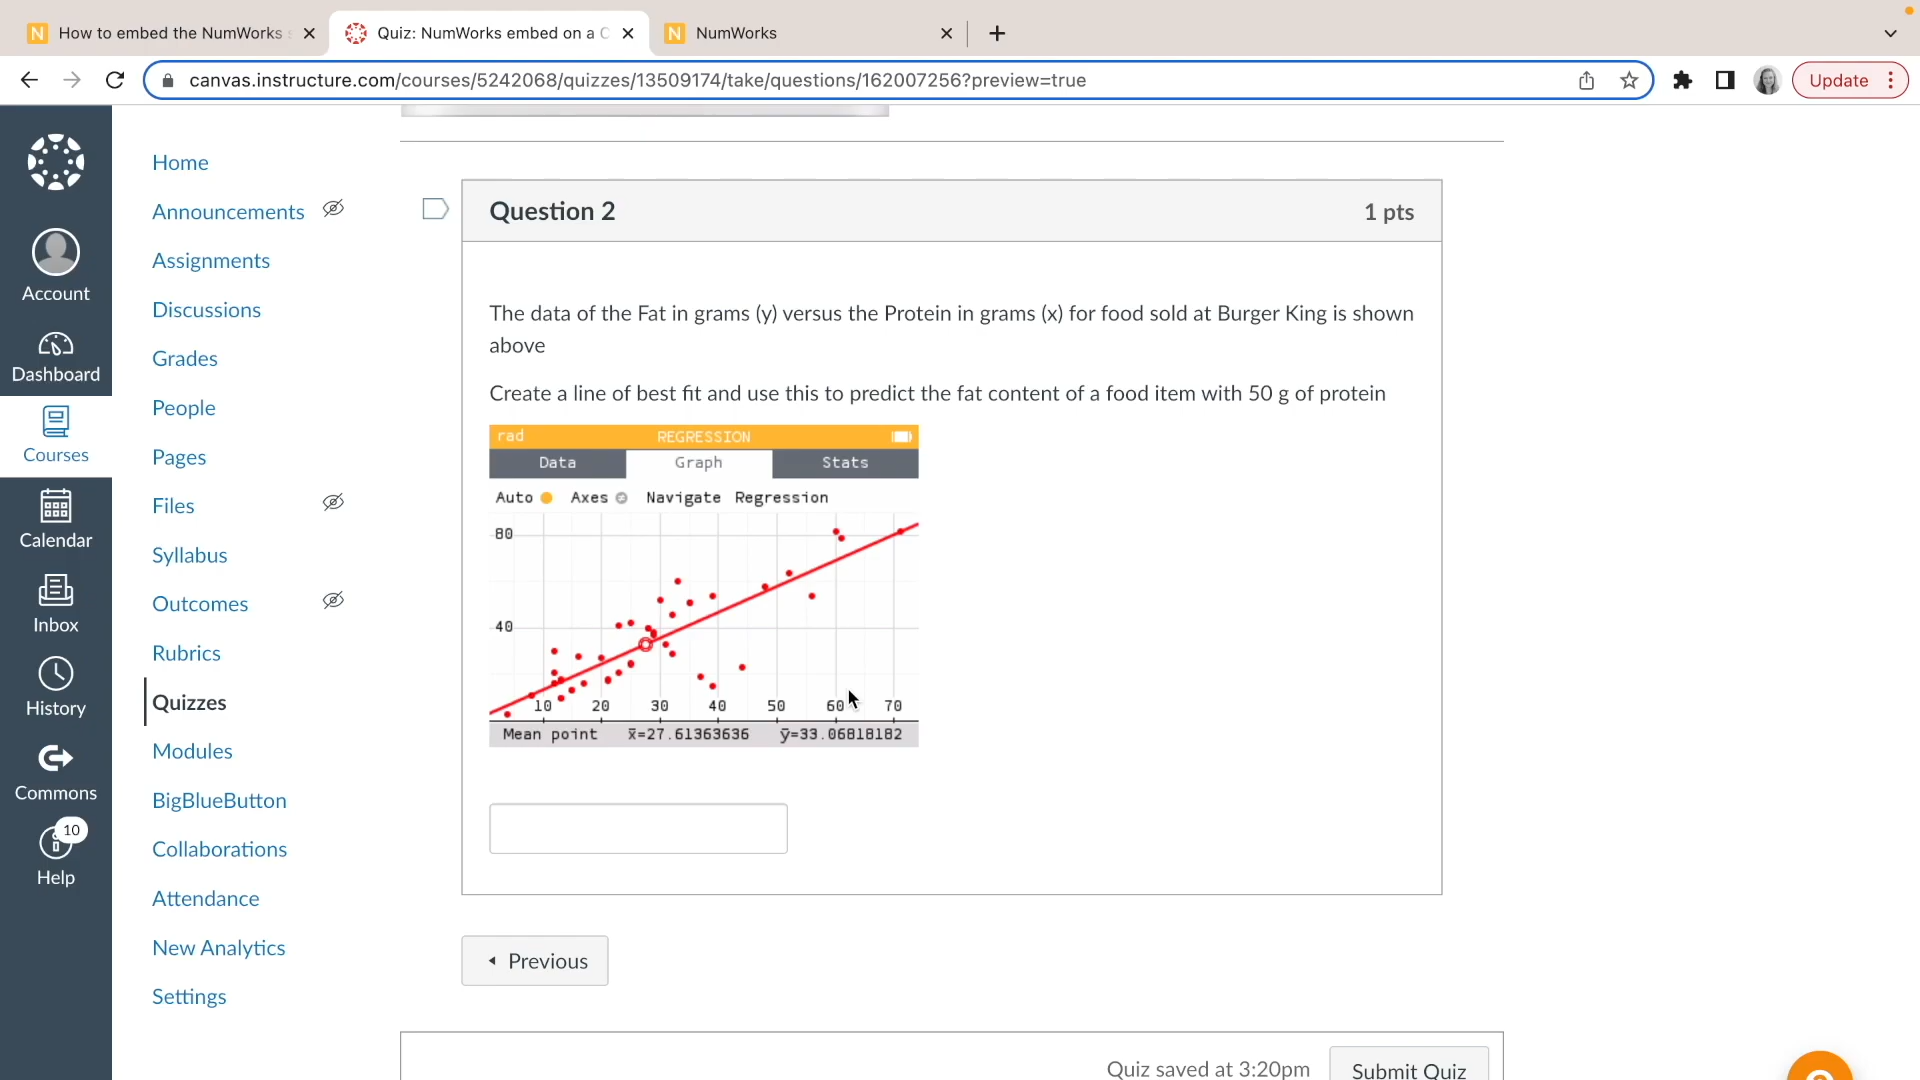 How to embed the NumWorks
Quiz: NumWorks embed on a C
NumWorks
canvas.instructure.com/courses/5242068/quizzes/13509174/take/questions/162007256?preview=true
Update
Account
Dashboard
Courses
Calendar
Inbox
History
Commons
10
Help
Home
Announcements
Assignments
Discussions
Grades
People
Pages
Files
Syllabus
Outcomes
Rubrics
Quizzes
Modules
BigBlueButton
Collaborations
Attendance
New Analytics
Settings
Question 2
1 pts
The data of the Fat in grams (y) versus the Protein in grams (x) for food sold at Burger King is shown
above
Create a line of best fit and use this to predict the fat content of a food item with 50 g of protein
rad REGRESSION
Data Graph Stats
Auto Axes Navigate Regression
80
40
10 20 30 40 50 60 70
Mean point x̄=27.61363636 ȳ=33.06818182
Previous
Quiz saved at 3:20pm
Submit Quiz